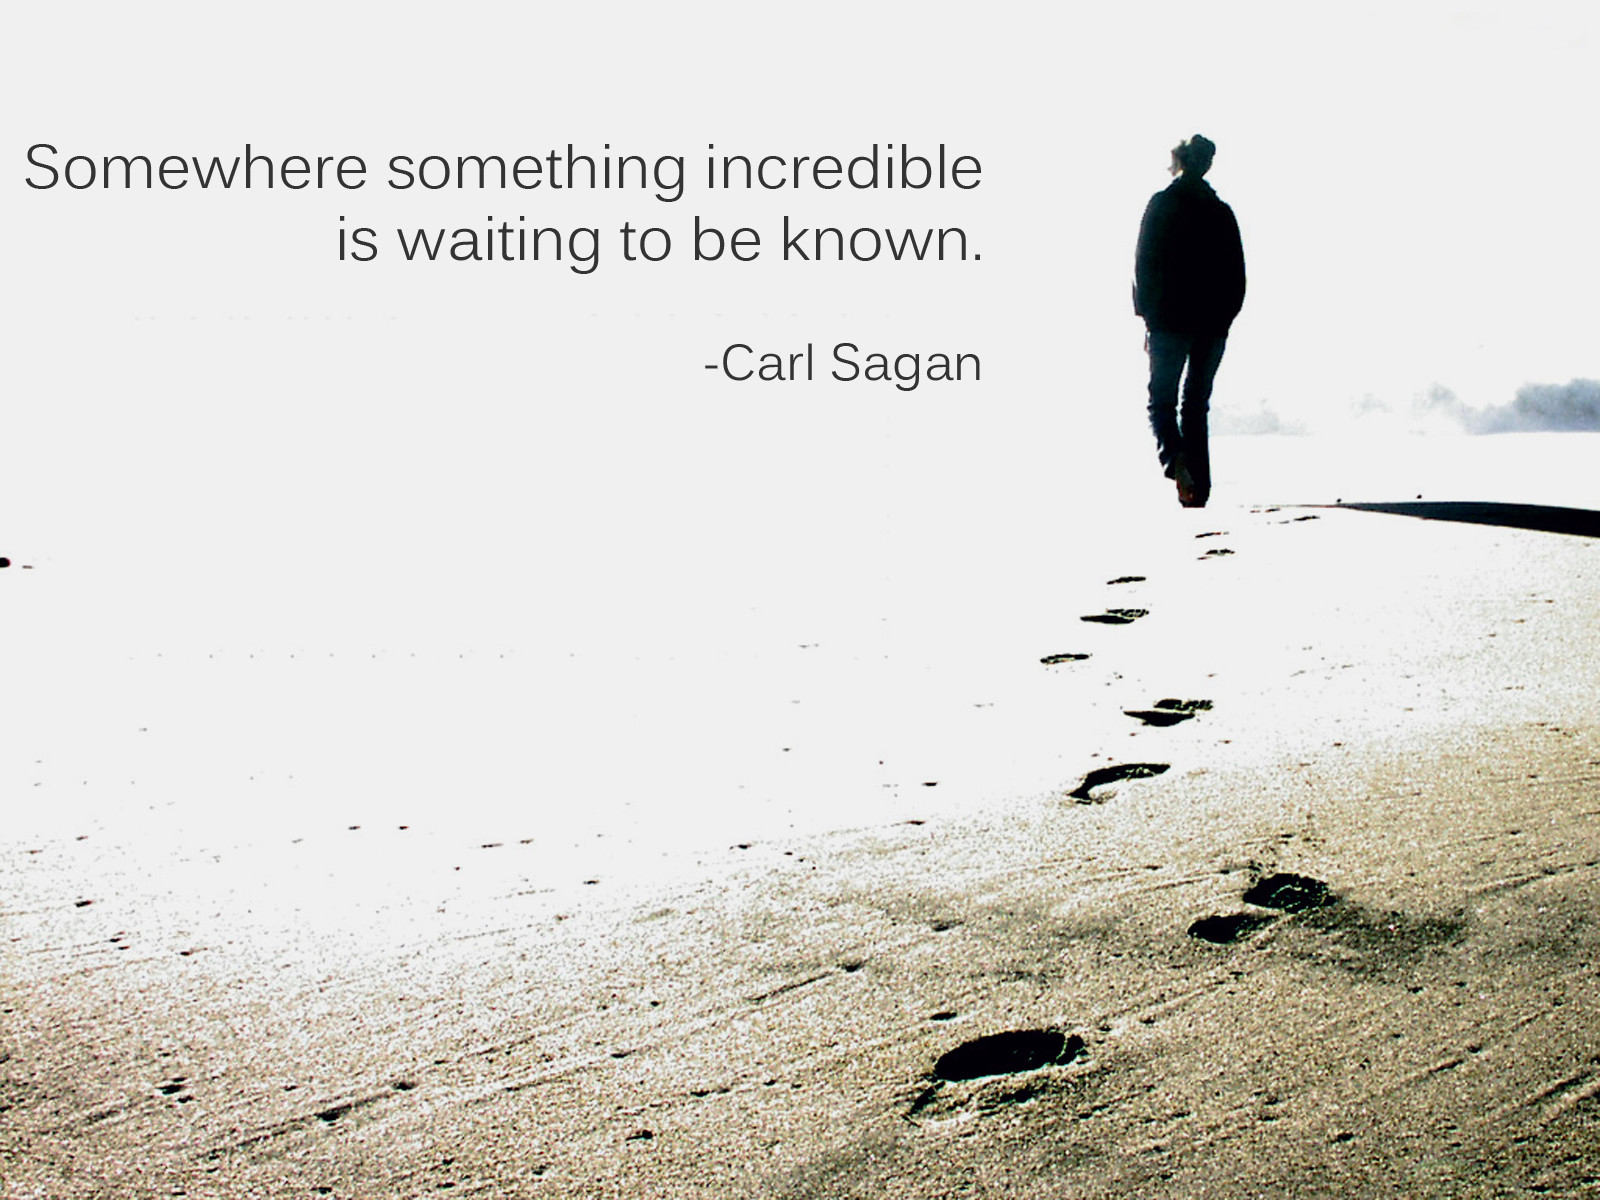 Somewhere something incredible
is waiting to be known.
-Carl Sagan